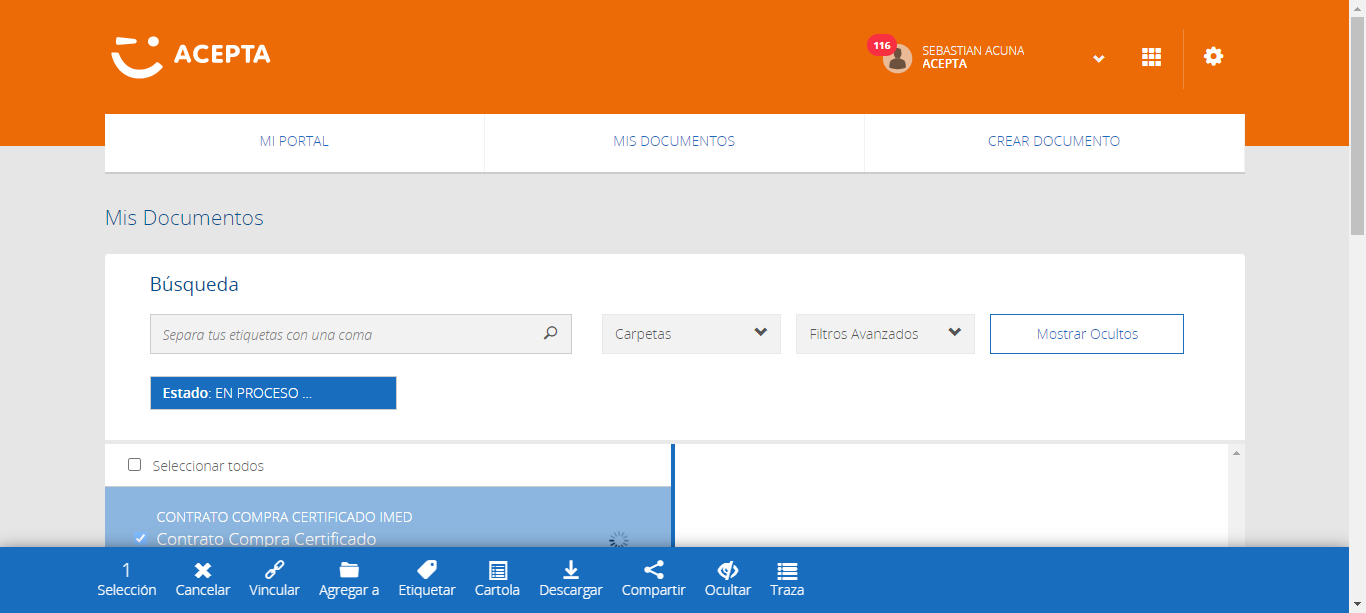 ACEPTA
116
SEBASTIAN ACUNA
ACEPTA
MI PORTAL
MIS DOCUMENTOS
CREAR DOCUMENTO
Mis Documentos
Búsqueda
Separa tus etiquetas con una coma
Carpetas
Filtros Avanzados
Mostrar Ocultos
Estado: EN PROCESO ...
Seleccionar todos
CONTRATO COMPRA CERTIFICADO IMED
Contrato Compra Certificado
1
Selección
Cancelar
Vincular
Agregar a
Etiquetar
Cartola
Descargar
Compartir
Ocultar
Traza